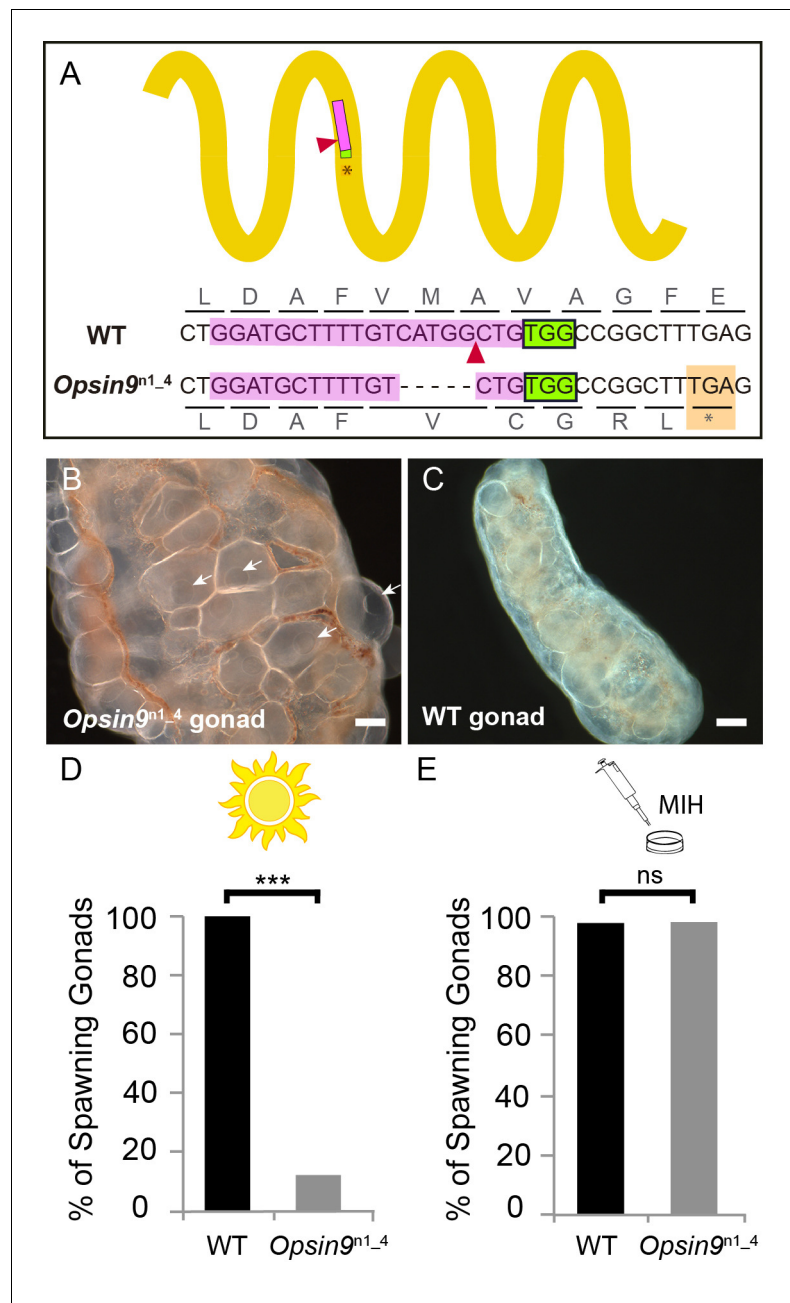 A
L D A F V M A V A G F E
WT CTGGATGCTTTTGTCATGGCTGTGGCCGGCTTTGAG
Opsin9n1_4 CTGGATGCTTTTGT-----CTGTGGCCGGCTTTGAG
L D A F V C G R L *
B
Opsin9n1_4 gonad
C
WT gonad
D
***
% of Spawning Gonads
100
80
60
40
20
0
WT Opsin9n1_4
E
MIH
ns
% of Spawning Gonads
100
80
60
40
20
0
WT Opsin9n1_4